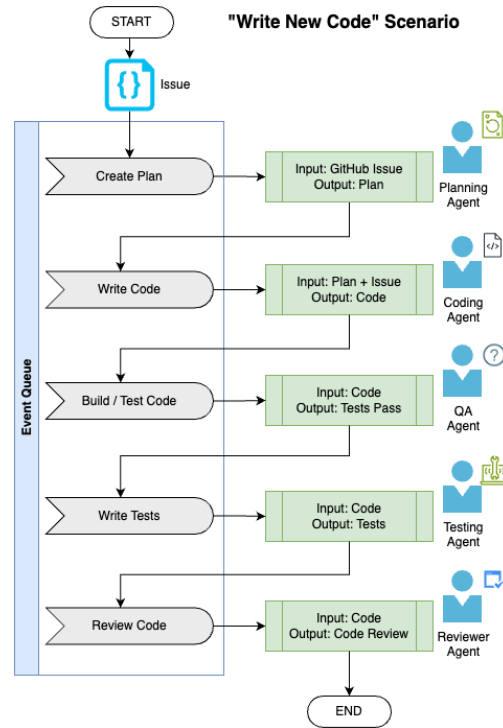 START
"Write New Code" Scenario
Issue
Event Queue
Create Plan
Input: GitHub Issue
Output: Plan
Planning
Agent
Write Code
Input: Plan + Issue
Output: Code
Coding
Agent
Build / Test Code
Input: Code
Output: Tests Pass
QA
Agent
Write Tests
Input: Code
Output: Tests
Testing
Agent
Review Code
Input: Code
Output: Code Review
Reviewer
Agent
END